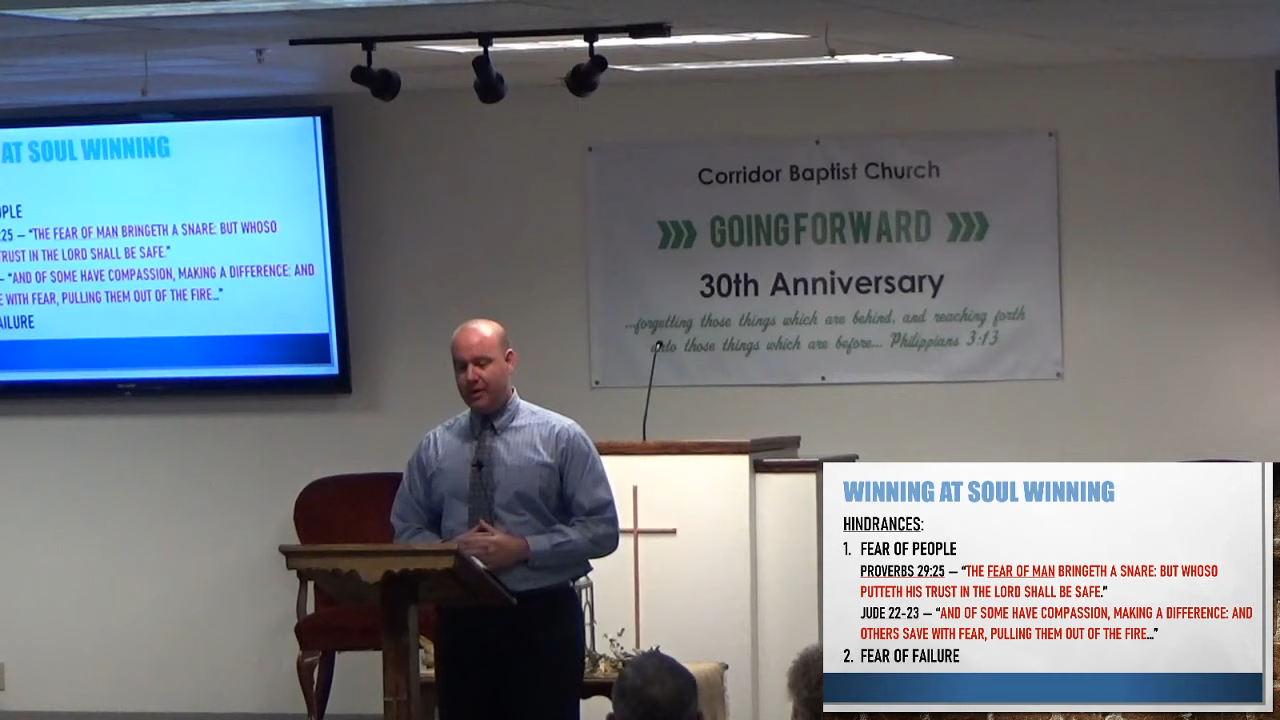 AT SOUL WINNING
OPLE
:25 – "THE FEAR OF MAN BRINGETH A SNARE: BUT WHOSO
TRUST IN THE LORD SHALL BE SAFE."
– "AND OF SOME HAVE COMPASSION, MAKING A DIFFERENCE: AND
E WITH FEAR, PULLING THEM OUT OF THE FIRE…"
AILURE
Corridor Baptist Church
GOING FORWARD
30th Anniversary
...forgetting those things which are behind, and reaching forth
unto those things which are before... Philippians 3:13
WINNING AT SOUL WINNING
HINDRANCES:
1. FEAR OF PEOPLE
PROVERBS 29:25 – "THE FEAR OF MAN BRINGETH A SNARE: BUT WHOSO
PUTTETH HIS TRUST IN THE LORD SHALL BE SAFE."
JUDE 22-23 – "AND OF SOME HAVE COMPASSION, MAKING A DIFFERENCE: AND
OTHERS SAVE WITH FEAR, PULLING THEM OUT OF THE FIRE…"
2. FEAR OF FAILURE